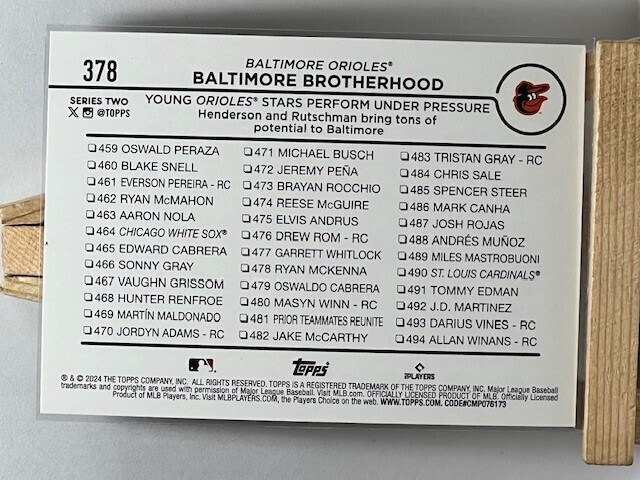 378
BALTIMORE ORIOLES®
BALTIMORE BROTHERHOOD
SERIES TWO
X @TOPPS
YOUNG ORIOLES® STARS PERFORM UNDER PRESSURE
Henderson and Rutschman bring tons of
potential to Baltimore
459 OSWALD PERAZA
460 BLAKE SNELL
461 EVERSON PEREIRA - RC
462 RYAN McMAHON
463 AARON NOLA
464 CHICAGO WHITE SOX®
465 EDWARD CABRERA
466 SONNY GRAY
467 VAUGHN GRISSOM
468 HUNTER RENFROE
469 MARTÍN MALDONADO
470 JORDYN ADAMS - RC
471 MICHAEL BUSCH
472 JEREMY PEÑA
473 BRAYAN ROCCHIO
474 REESE McGUIRE
475 ELVIS ANDRUS
476 DREW ROM - RC
477 GARRETT WHITLOCK
478 RYAN MCKENNA
479 OSWALDO CABRERA
480 MASYN WINN - RC
481 PRIOR TEAMMATES REUNITE
482 JAKE McCARTHY
483 TRISTAN GRAY - RC
484 CHRIS SALE
485 SPENCER STEER
486 MARK CANHA
487 JOSH ROJAS
488 ANDRÉS MUÑOZ
489 MILES MASTROBUONI
490 ST. LOUIS CARDINALS®
491 TOMMY EDMAN
492 J.D. MARTINEZ
493 DARIUS VINES - RC
494 ALLAN WINANS - RC
Topps
PLAYERS
® & © 2024 THE TOPPS COMPANY, INC. ALL RIGHTS RESERVED. TOPPS IS A REGISTERED TRADEMARK OF THE TOPPS COMPANY, INC. Major League Baseball
trademarks and copyrights are used with permission of Major League Baseball. Visit MLB.com. OFFICIALLY LICENSED PRODUCT OF MLB. Officially Licensed
Product of MLB Players, Inc. Visit MLBPLAYERS.com, the Players Choice on the web. WWW.TOPPS.COM. CODE#CMP076173